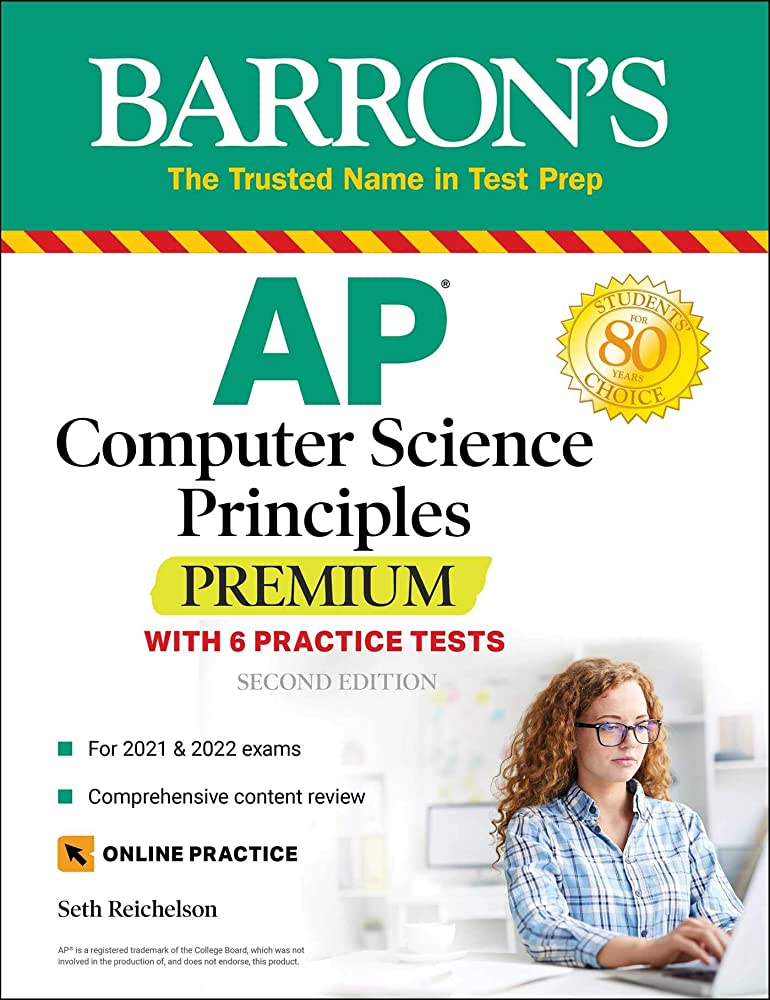 BARRON'S
The Trusted Name in Test Prep
AP®
STUDENTS'
FOR
80
YEARS
CHOICE
Computer Science
Principles
PREMIUM
WITH 6 PRACTICE TESTS
SECOND EDITION
For 2021 & 2022 exams
Comprehensive content review
ONLINE PRACTICE
Seth Reichelson
AP® is a registered trademark of the College Board, which was not
involved in the production of, and does not endorse, this product.